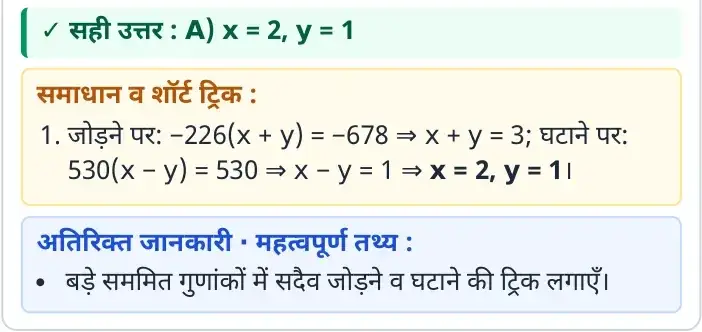 ✓ सही उत्तर : A) x = 2, y = 1
समाधान व शॉर्ट ट्रिक :
1. जोड़ने पर: −226(x + y) = −678 ⇒ x + y = 3; घटाने पर:
530(x − y) = 530 ⇒ x − y = 1 ⇒ x = 2, y = 1।
अतिरिक्त जानकारी · महत्वपूर्ण तथ्य :
• बड़े सममित गुणांकों में सदैव जोड़ने व घटाने की ट्रिक लगाएँ।